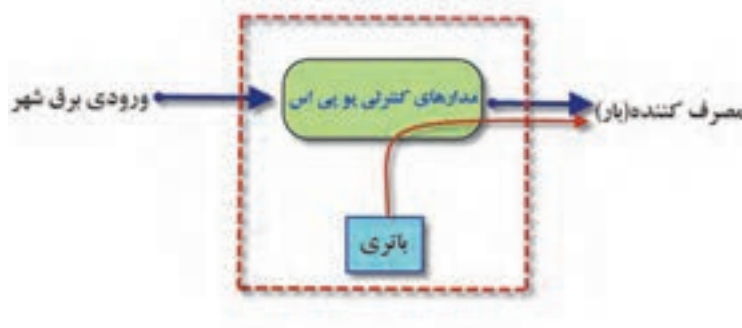 مدارهای کنترلی یو پی اس
ورودی برق شهر
مصرف کننده(بار)
باتری